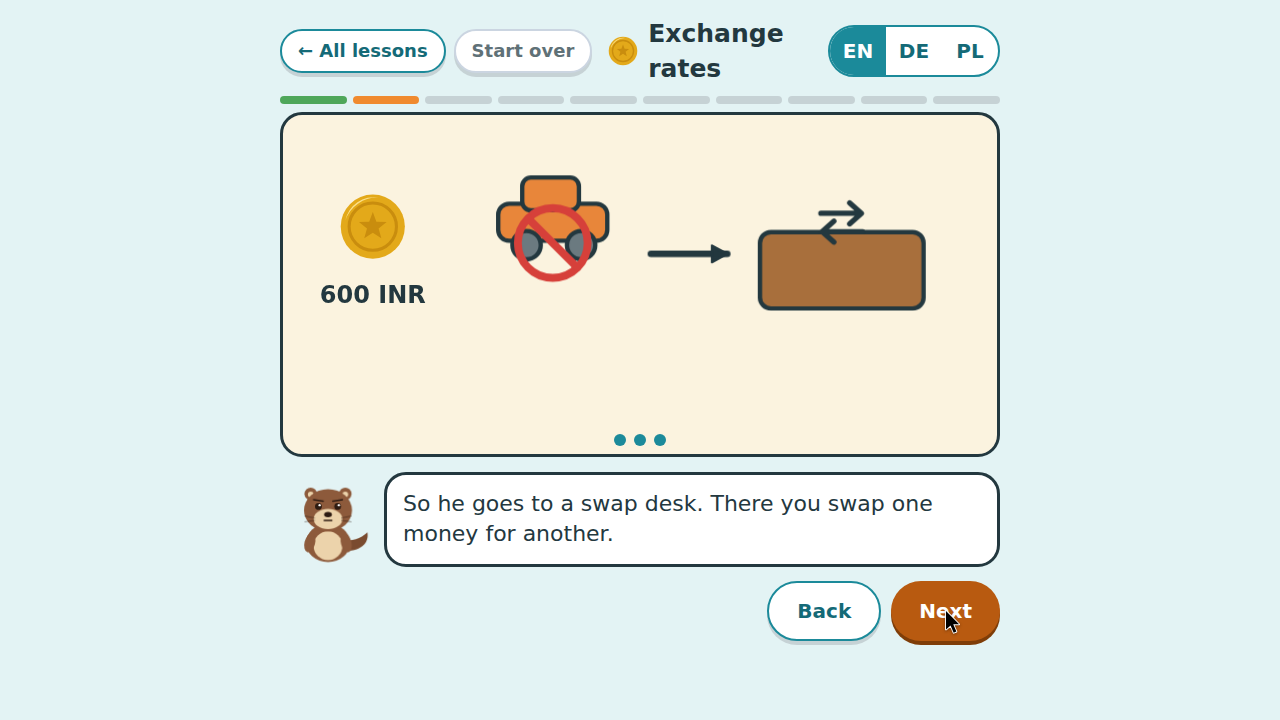 ← All lessons
Start over
Exchange
rates
EN
DE
PL
600 INR
So he goes to a swap desk. There you swap one
money for another.
Back
Next